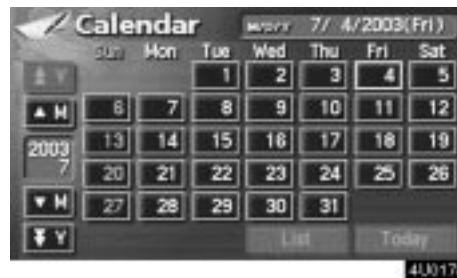 Calendar M/D/Y 7/ 4/2003(Fri)
Sun Mon Tue Wed Thu Fri Sat
Y 1 2 3 4 5
M 6 7 8 9 10 11 12
2003 13 14 15 16 17 18 19
7 20 21 22 23 24 25 26
M 27 28 29 30 31
Y List Today
4U017